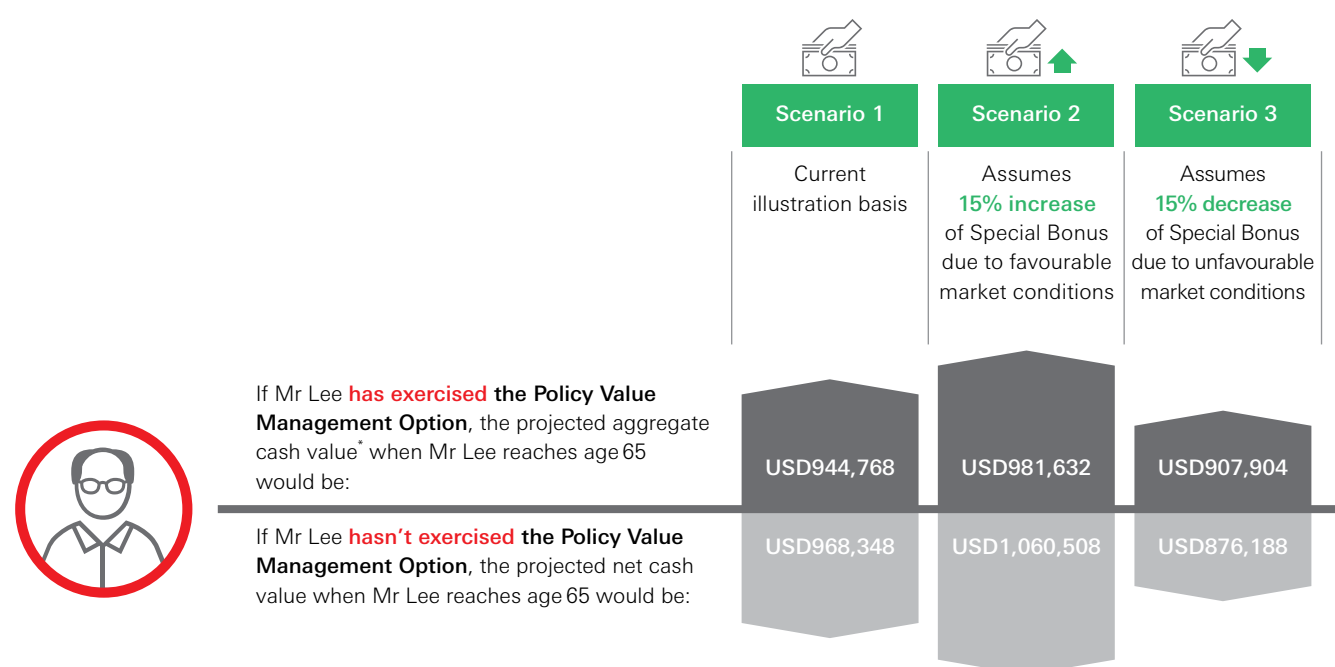 Scenario 1
Scenario 2
Scenario 3
Current
illustration basis
Assumes
15% increase
of Special Bonus
due to favourable
market conditions
Assumes
15% decrease
of Special Bonus
due to unfavourable
market conditions
If Mr Lee has exercised the Policy Value
Management Option, the projected aggregate
cash value* when Mr Lee reaches age 65
would be:
USD944,768
USD981,632
USD907,904
If Mr Lee hasn't exercised the Policy Value
Management Option, the projected net cash
value when Mr Lee reaches age 65 would be:
USD968,348
USD1,060,508
USD876,188